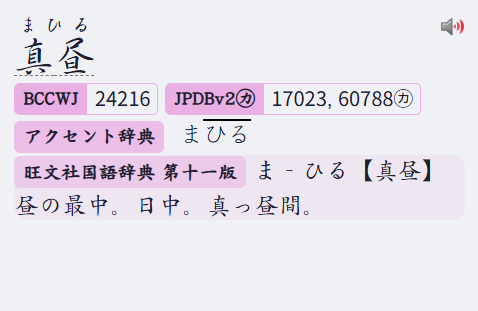 まひる
真昼
BCCWJ 24216 JPDBv2㋕ 17023, 60788㋕
アクセント辞典 まひる
旺文社国語辞典 第十一版 ま‐ひる【真昼】
昼の最中。日中。真っ昼間。